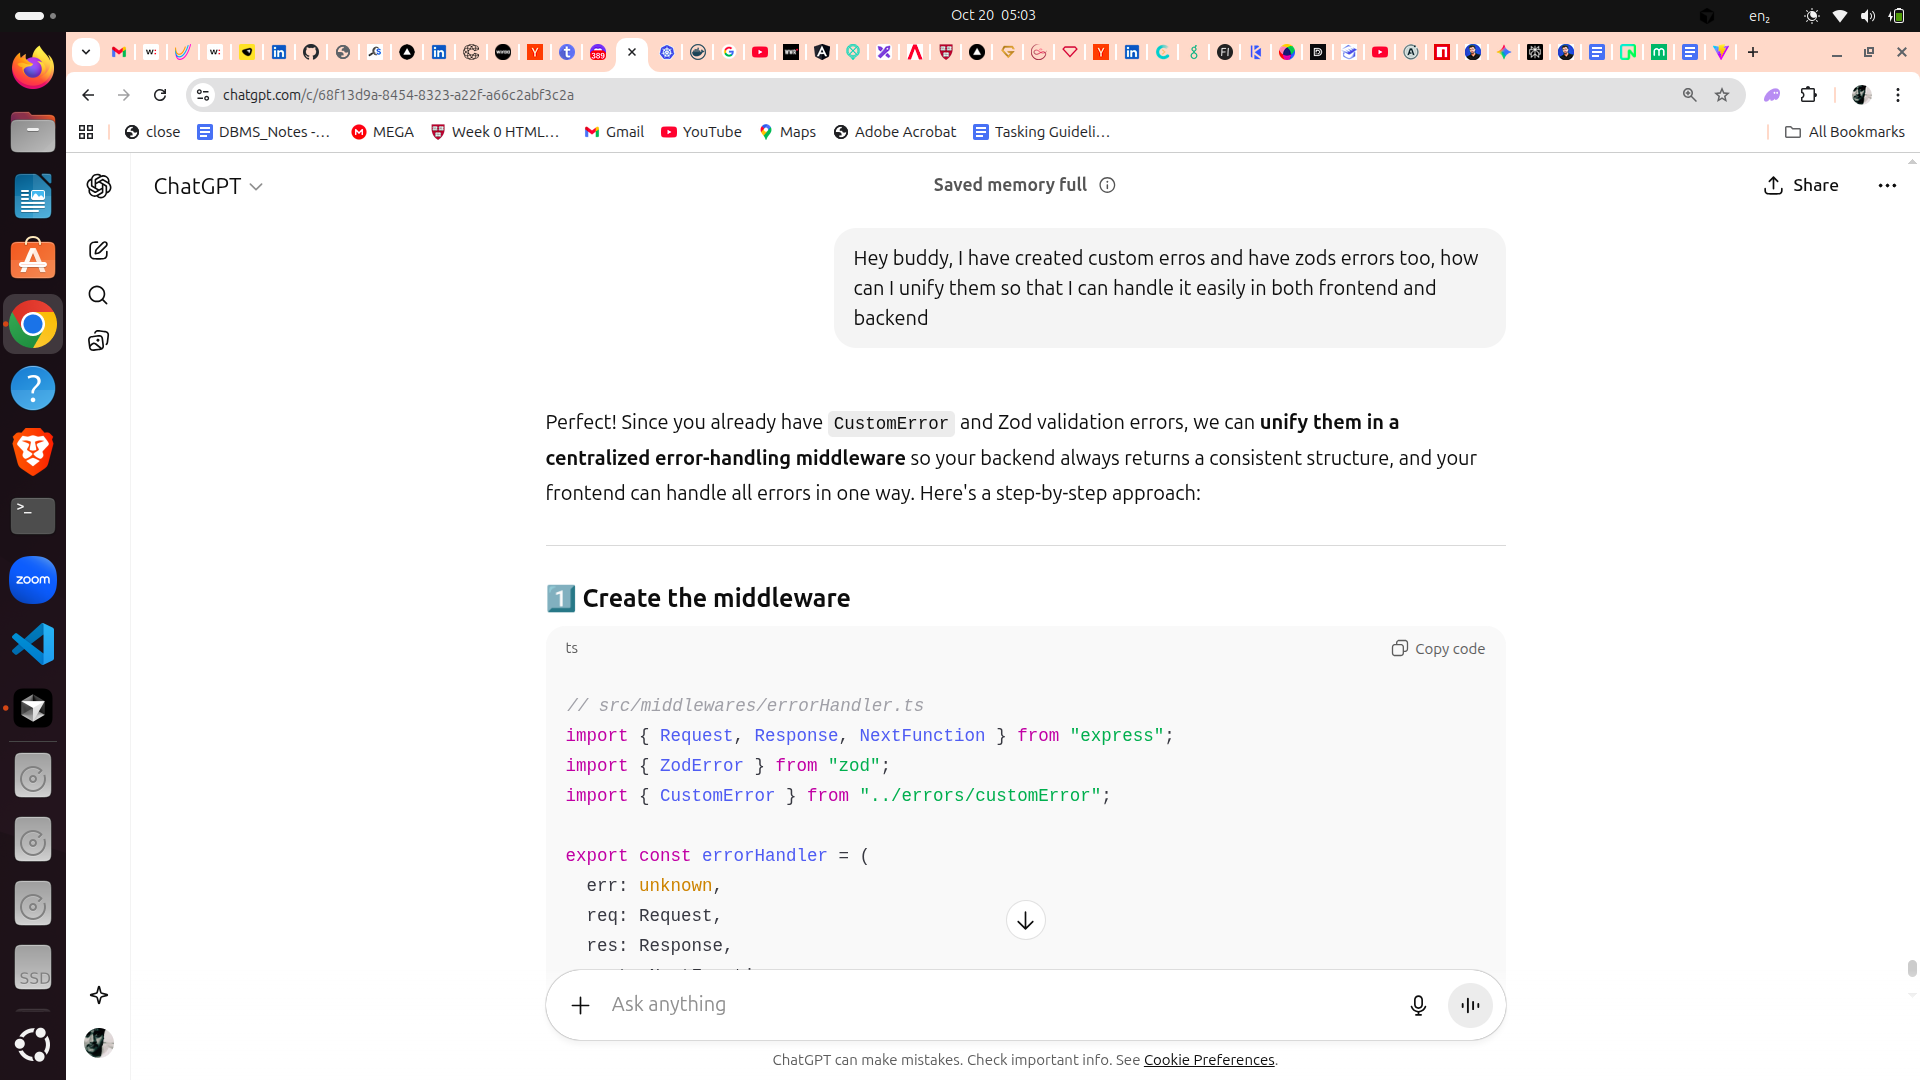 Oct 20 05:03
en₂
chatgpt.com/c/68f13d9a-8454-8323-a22f-a66c2abf3c2a
close
DBMS_Notes -...
MEGA
Week 0 HTML...
Gmail
YouTube
Maps
Adobe Acrobat
Tasking Guideli...
All Bookmarks
ChatGPT
Saved memory full
Share
Hey buddy, I have created custom erros and have zods errors too, how
can I unify them so that I can handle it easily in both frontend and
backend
Perfect! Since you already have CustomError and Zod validation errors, we can unify them in a
centralized error-handling middleware so your backend always returns a consistent structure, and your
frontend can handle all errors in one way. Here's a step-by-step approach:
1 Create the middleware
ts
Copy code
// src/middlewares/errorHandler.ts
import { Request, Response, NextFunction } from "express";
import { ZodError } from "zod";
import { CustomError } from "../errors/customError";
export const errorHandler = (
err: unknown,
req: Request,
res: Response,
Ask anything
ChatGPT can make mistakes. Check important info. See Cookie Preferences.
zoom
SSD